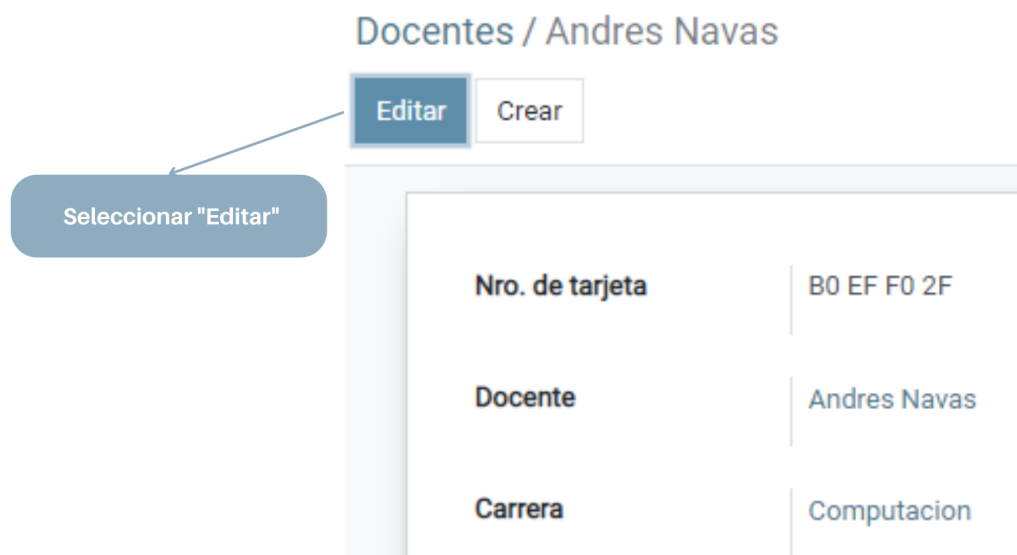 Docentes / Andres Navas
Editar Crear
Seleccionar "Editar"
Nro. de tarjeta B0 EF F0 2F
Docente Andres Navas
Carrera Computacion